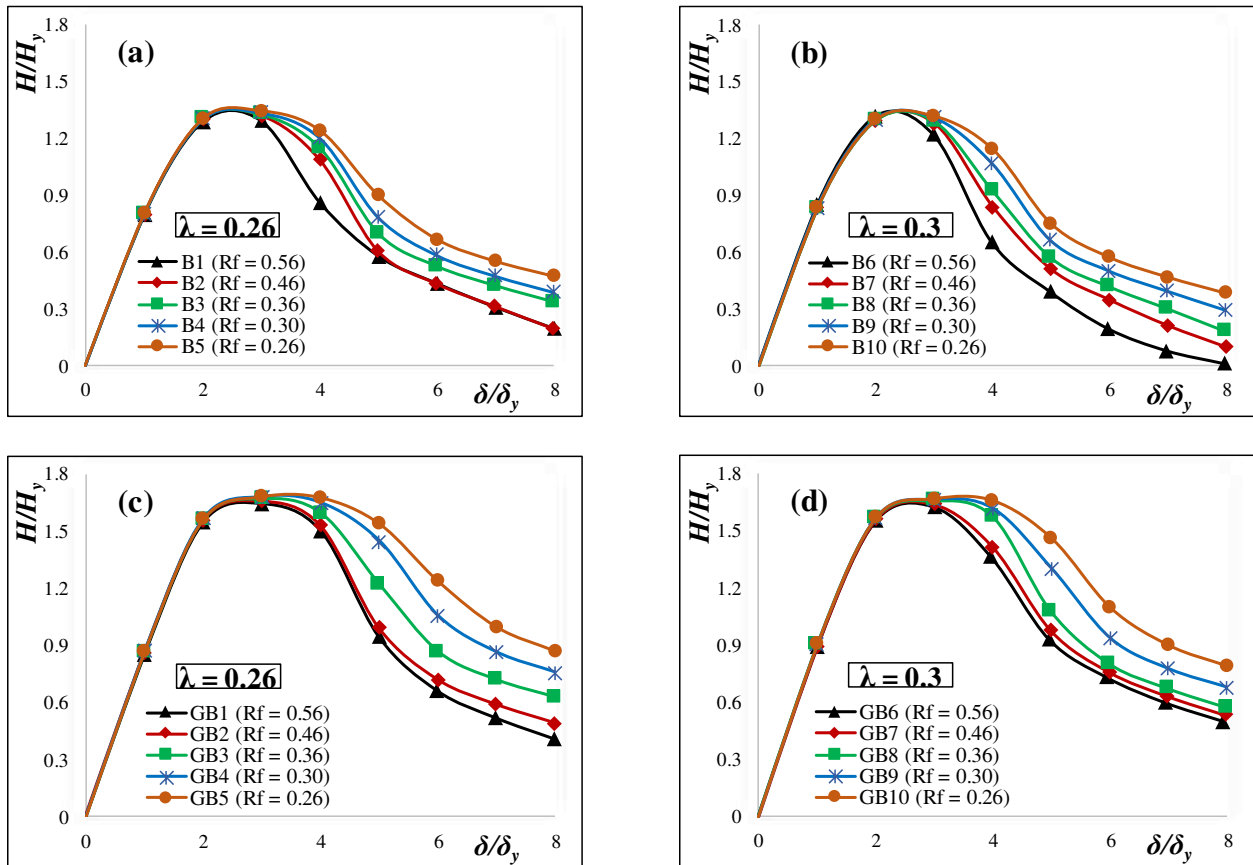 (a)
H/Hy
1.8
1.5
1.2
0.9
0.6
0.3
0
λ = 0.26
B1 (Rf = 0.56)
B2 (Rf = 0.46)
B3 (Rf = 0.36)
B4 (Rf = 0.30)
B5 (Rf = 0.26)
0 2 4 6 8
δ/δy
(b)
H/Hy
1.8
1.5
1.2
0.9
0.6
0.3
0
λ = 0.3
B6 (Rf = 0.56)
B7 (Rf = 0.46)
B8 (Rf = 0.36)
B9 (Rf = 0.30)
B10 (Rf = 0.26)
0 2 4 6 8
δ/δy
(c)
H/Hy
1.8
1.5
1.2
0.9
0.6
0.3
0
λ = 0.26
GB1 (Rf = 0.56)
GB2 (Rf = 0.46)
GB3 (Rf = 0.36)
GB4 (Rf = 0.30)
GB5 (Rf = 0.26)
0 2 4 6 8
δ/δy
(d)
H/Hy
1.8
1.5
1.2
0.9
0.6
0.3
0
λ = 0.3
GB6 (Rf = 0.56)
GB7 (Rf = 0.46)
GB8 (Rf = 0.36)
GB9 (Rf = 0.30)
GB10 (Rf = 0.26)
0 2 4 6 8
δ/δy